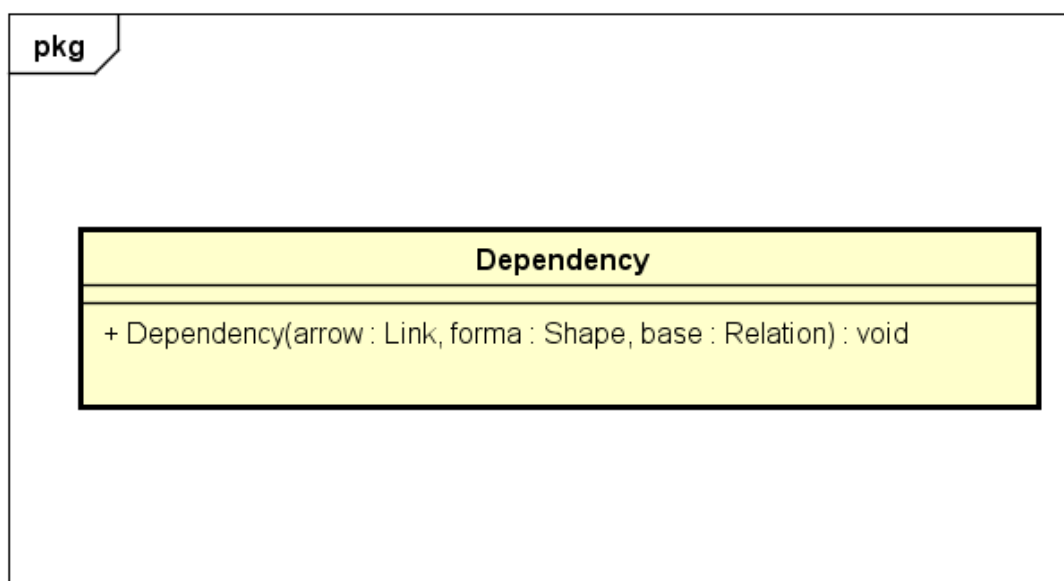 pkg
Dependency
+ Dependency(arrow : Link, forma : Shape, base : Relation) : void